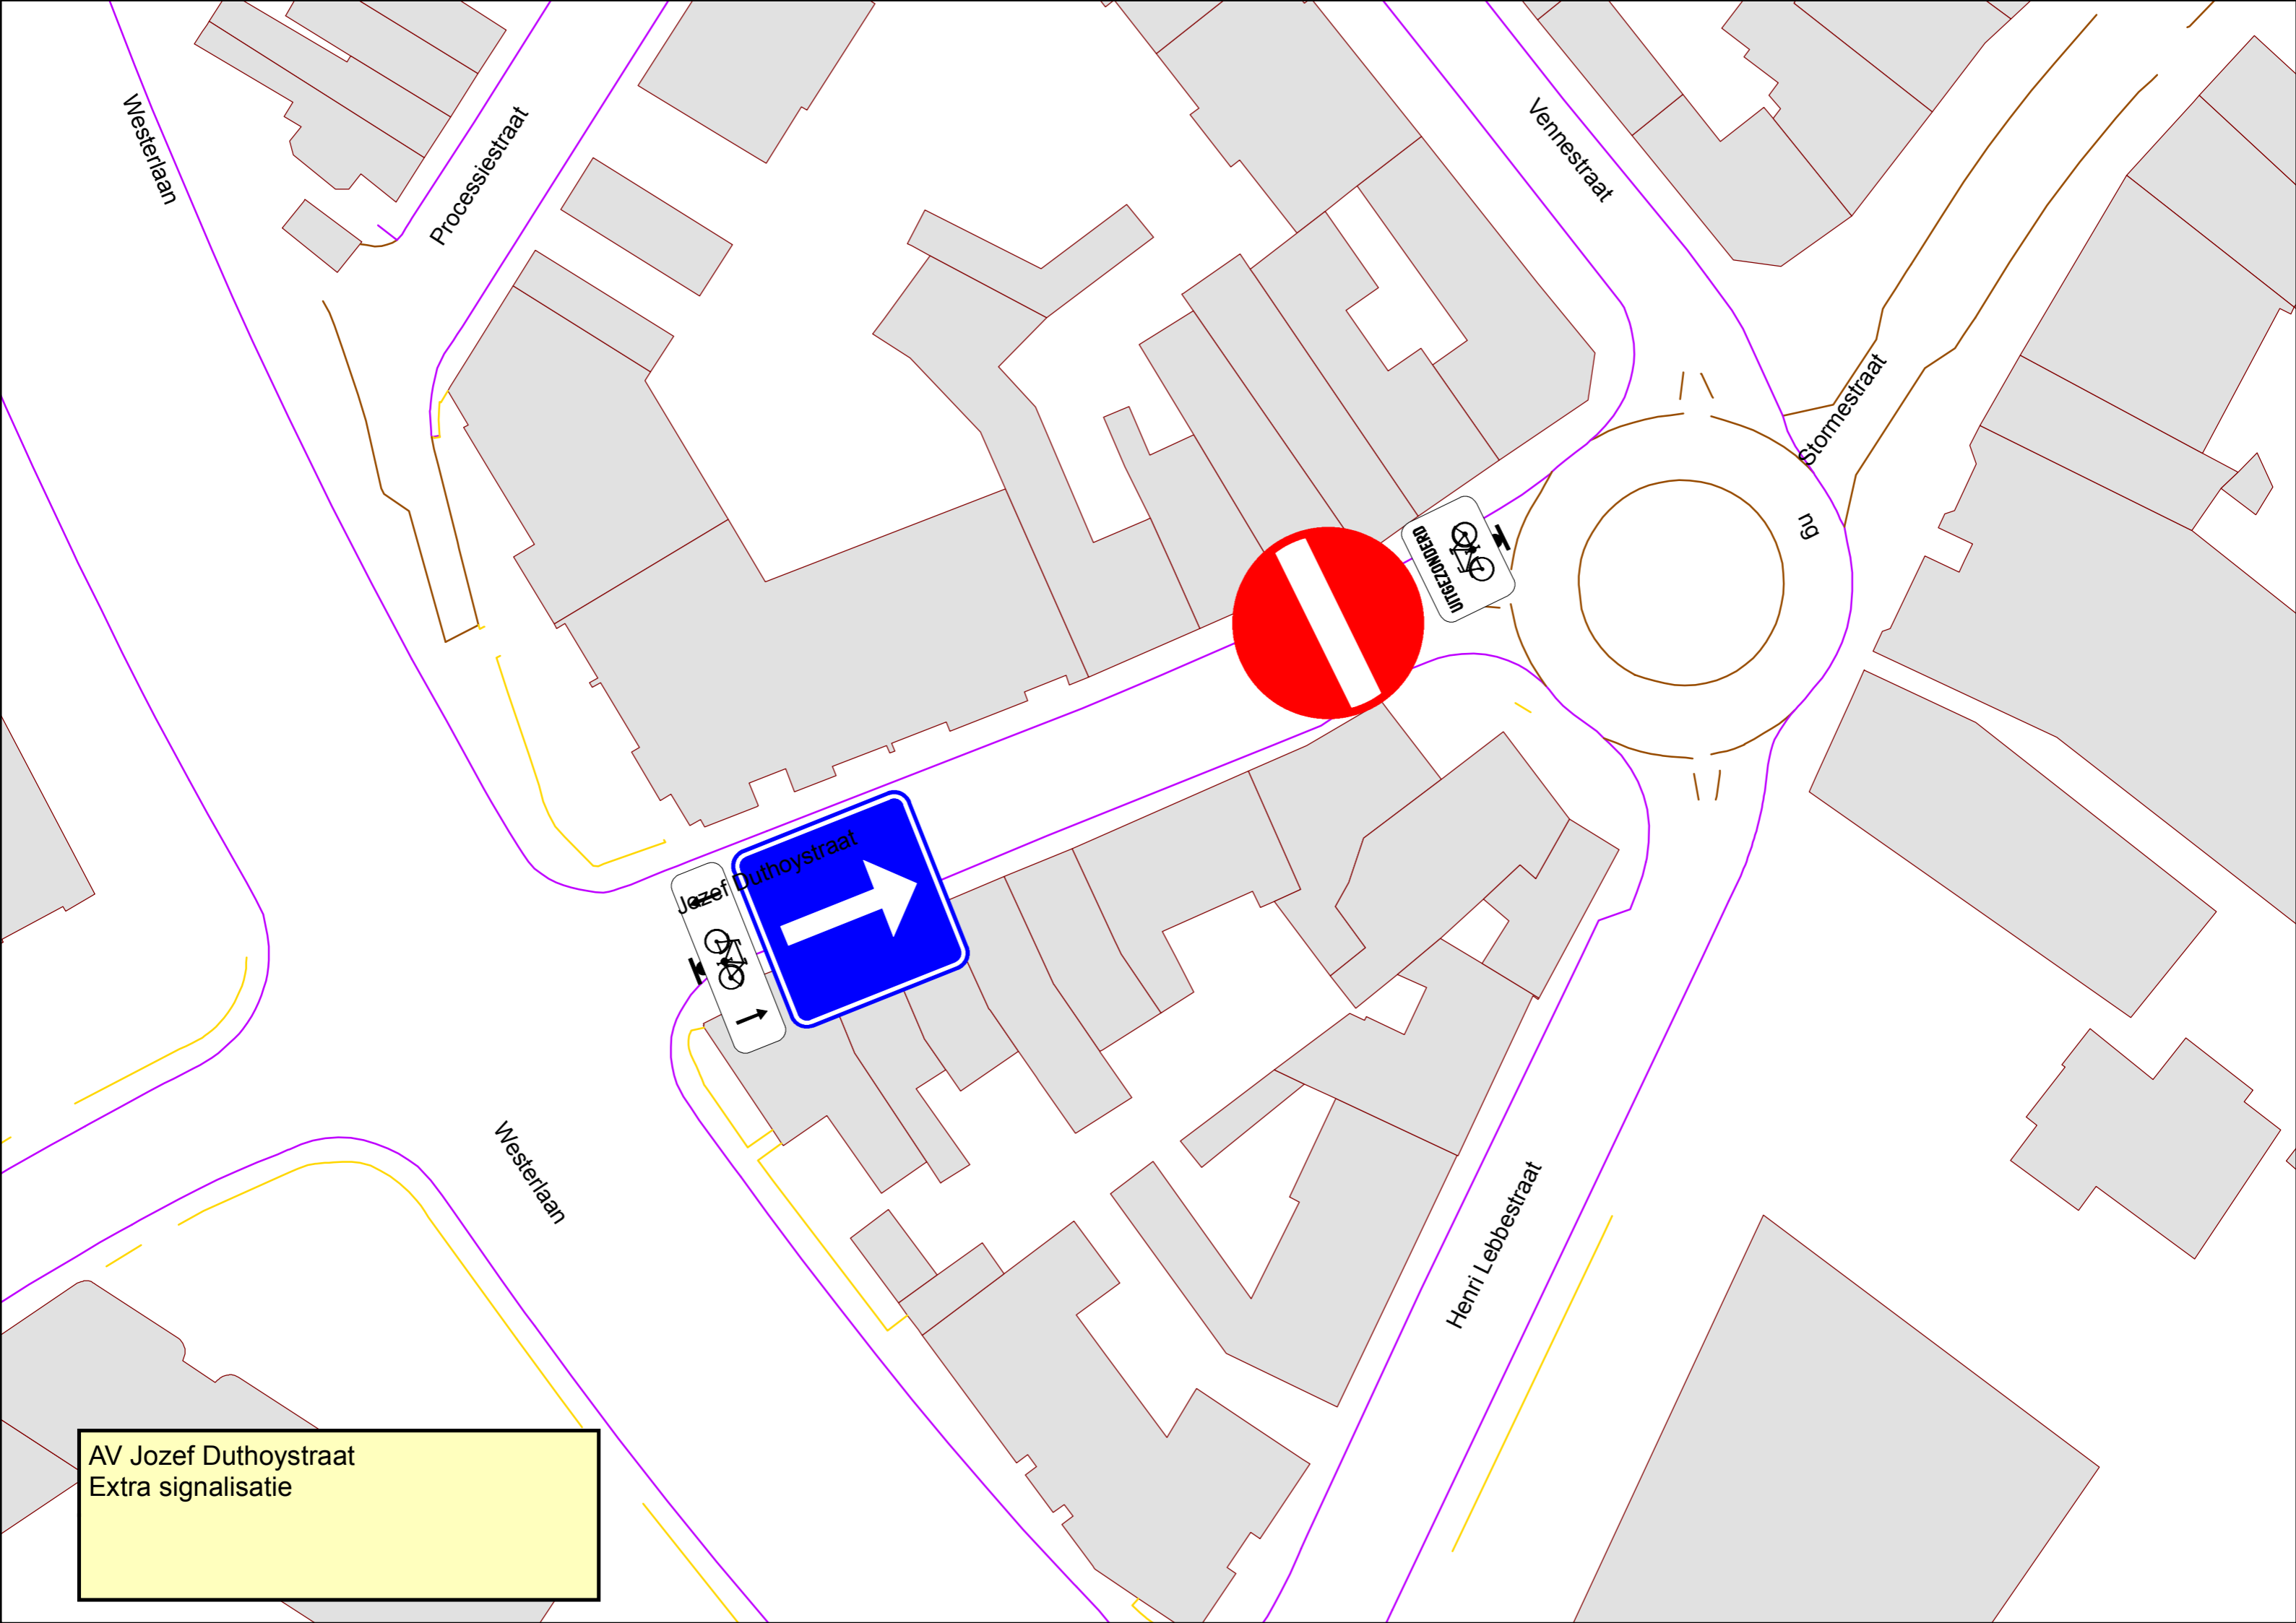 Westerlaan
Processiestraat
Vennestraat
Stormestraat
ng
UITGEZONDERD
Jozef Duthoystraat
Westerlaan
Henri Lebbestraat
AV Jozef Duthoystraat
Extra signalisatie